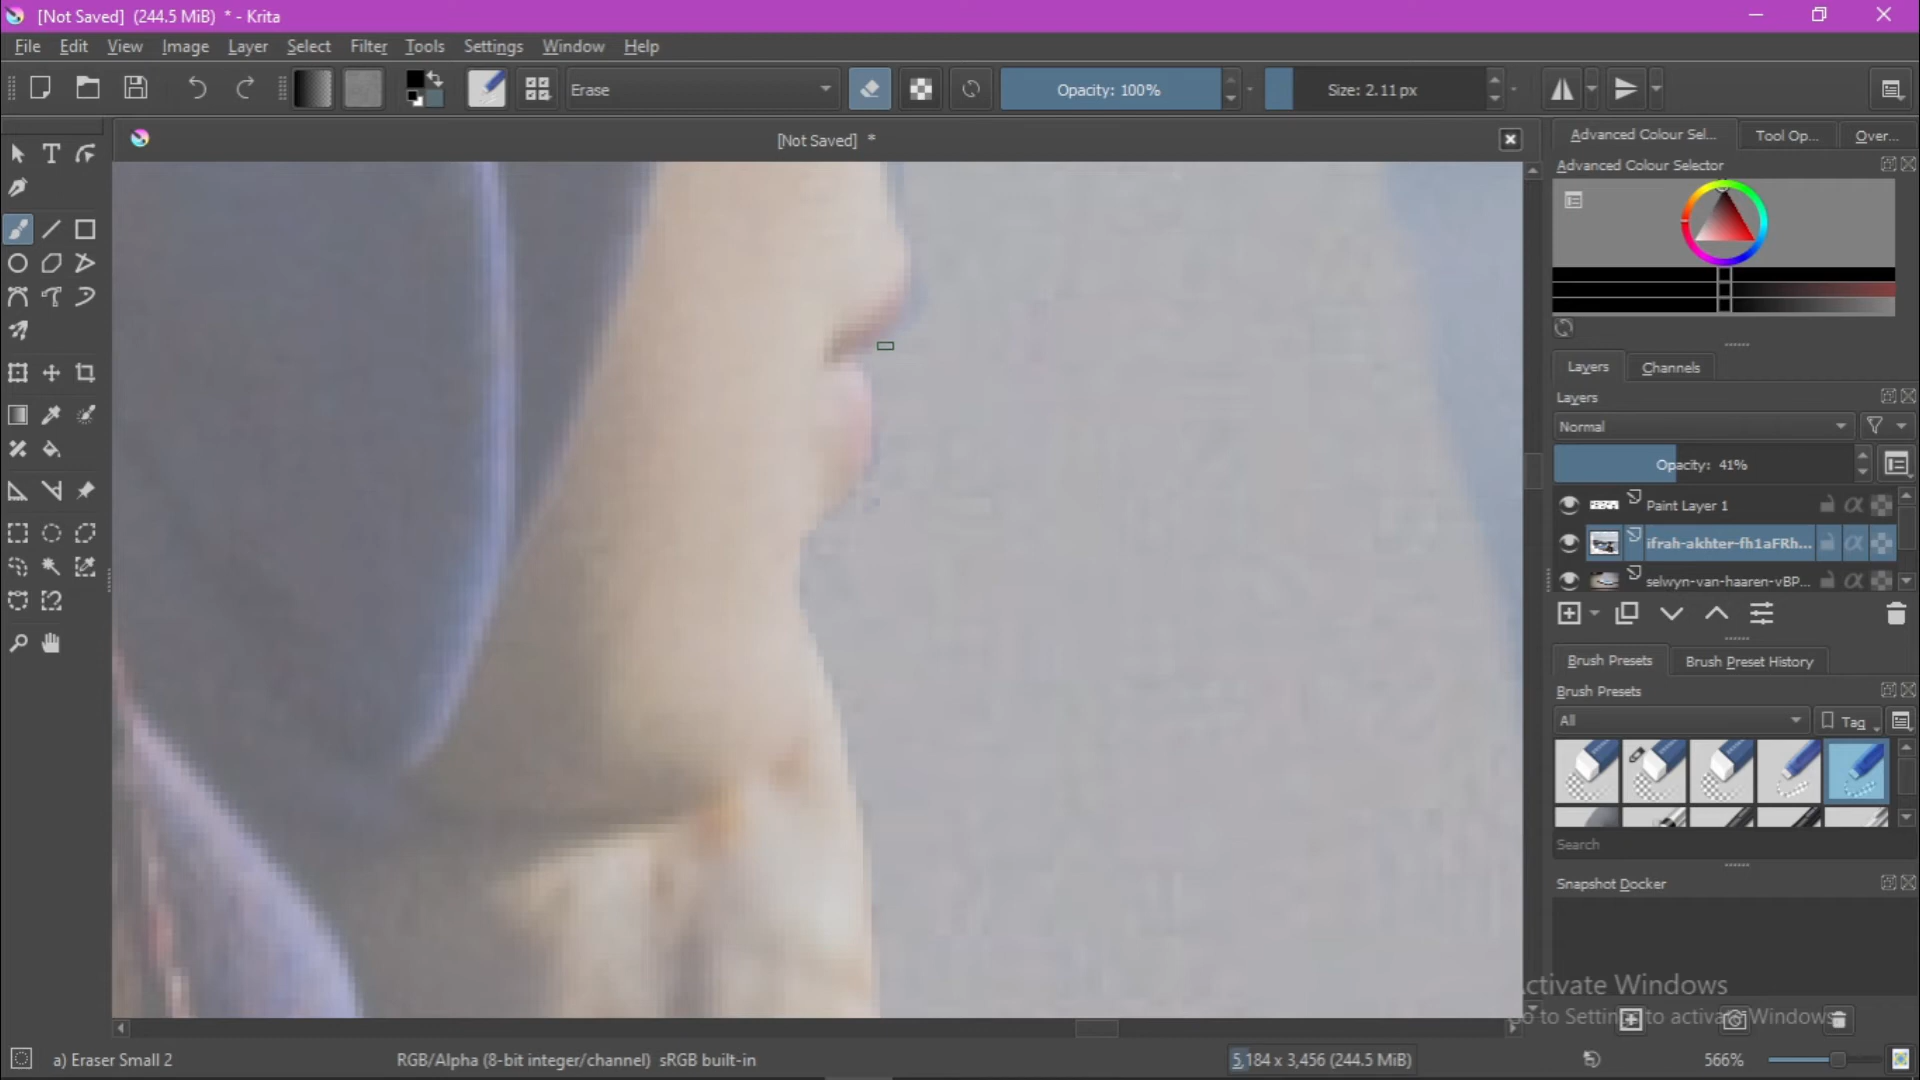 [Not Saved]  (244.5 MiB)  * - Krita
File Edit View Image Layer Select Filter Tools Settings Window Help
Erase
Opacity: 100%
Size: 2.11 px
[Not Saved]  *
Advanced Colour Sel... Tool Op... Over...
Advanced Colour Selector
Layers Channels
Layers
Normal
Opacity: 41%
Paint Layer 1
ifrah-akhter-fh1aFRh...
selwyn-van-haaren-vBP...
Brush Presets Brush Preset History
Brush Presets
All
Tag
Search
Snapshot Docker
Activate Windows
Go to Settings to activate Windows.
a) Eraser Small 2
RGB/Alpha (8-bit integer/channel)  sRGB built-in
5,184 x 3,456 (244.5 MiB)
566%